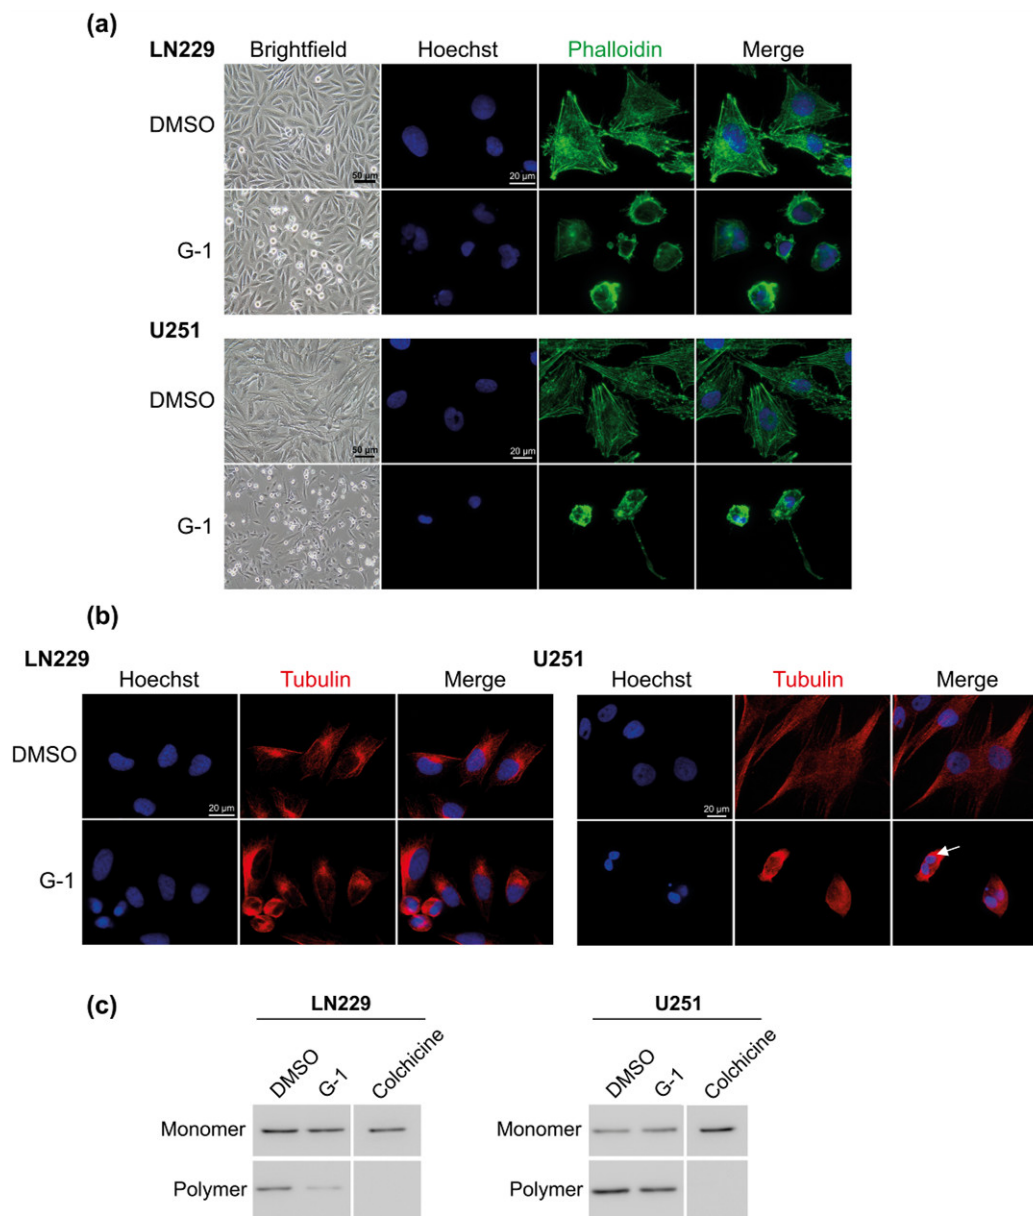 (a)
LN229 Brightfield Hoechst Phalloidin Merge
DMSO
50 µm
20 µm
G-1
U251
DMSO
50 µm
20 µm
G-1
(b)
LN229 U251
Hoechst Tubulin Merge Hoechst Tubulin Merge
DMSO
20 µm 20 µm
G-1
(c)
LN229 U251
DMSO G-1 Colchicine DMSO G-1 Colchicine
Monomer Monomer
Polymer Polymer